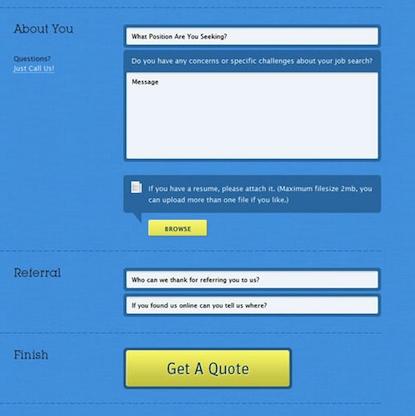 About You
What Position Are You Seeking?
Questions?
Just Call Us!
Do you have any concerns or specific challenges about your job search?
Message
If you have a resume, please attach it. (Maximum filesize 2mb, you
can upload more than one file if you like.)
BROWSE
Referral
Who can we thank for referring you to us?
If you found us online can you tell us where?
Finish
Get A Quote